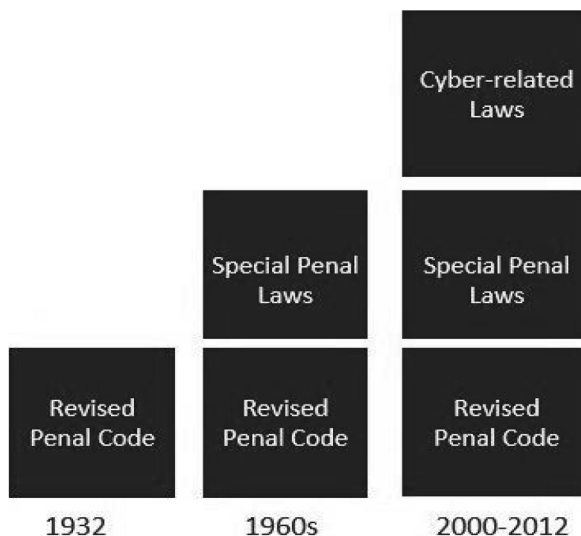 Cyber-related
Laws
Special Penal
Laws
Special Penal
Laws
Revised
Penal Code
Revised
Penal Code
Revised
Penal Code
1932
1960s
2000-2012